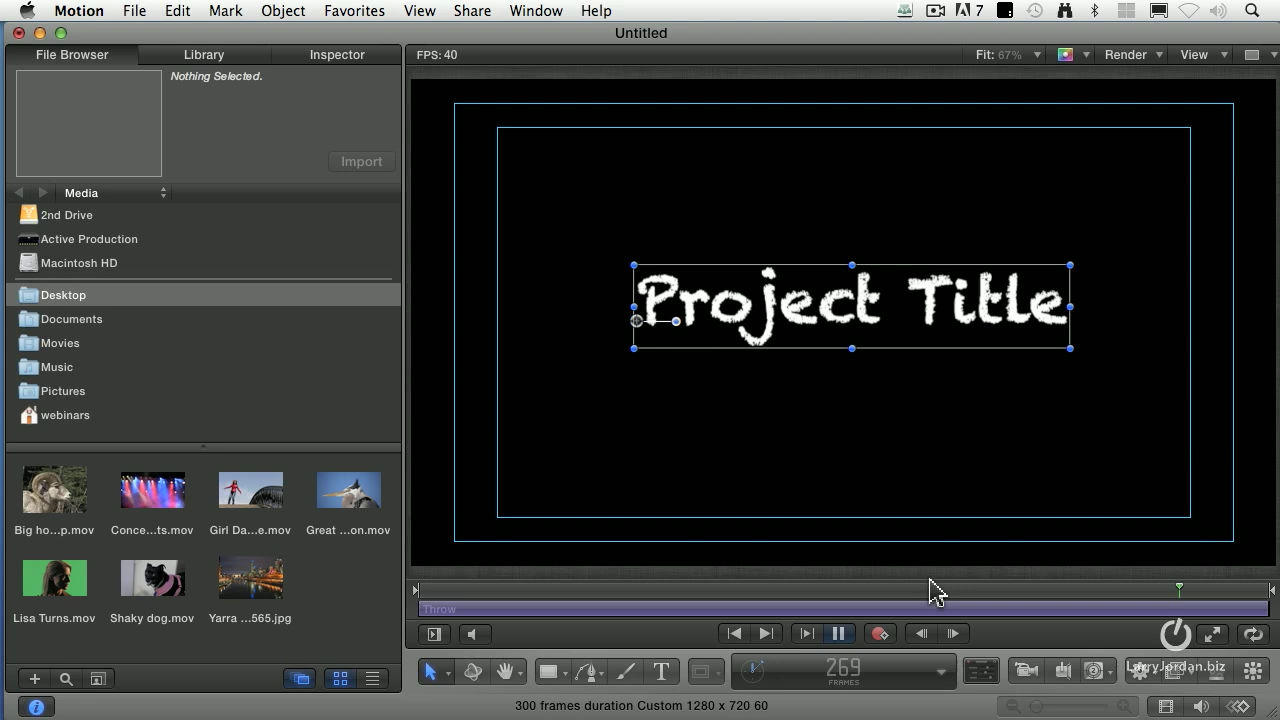 Motion File Edit Mark Object Favorites View Share Window Help 7
Untitled
File Browser Library Inspector FPS: 40 Fit: 67% Render View
Nothing Selected.
Import
Media
2nd Drive
Active Production
Macintosh HD
Desktop
Documents
Movies
Music
Pictures
webinars
Project Title
Big ho...p.mov Conce...ts.mov Girl Da...e.mov Great ...on.mov
Lisa Turns.mov Shaky dog.mov Yarra ...565.jpg
Throw
T 269
FRAMES
LarryJordan.biz
300 frames duration Custom 1280 x 720 60